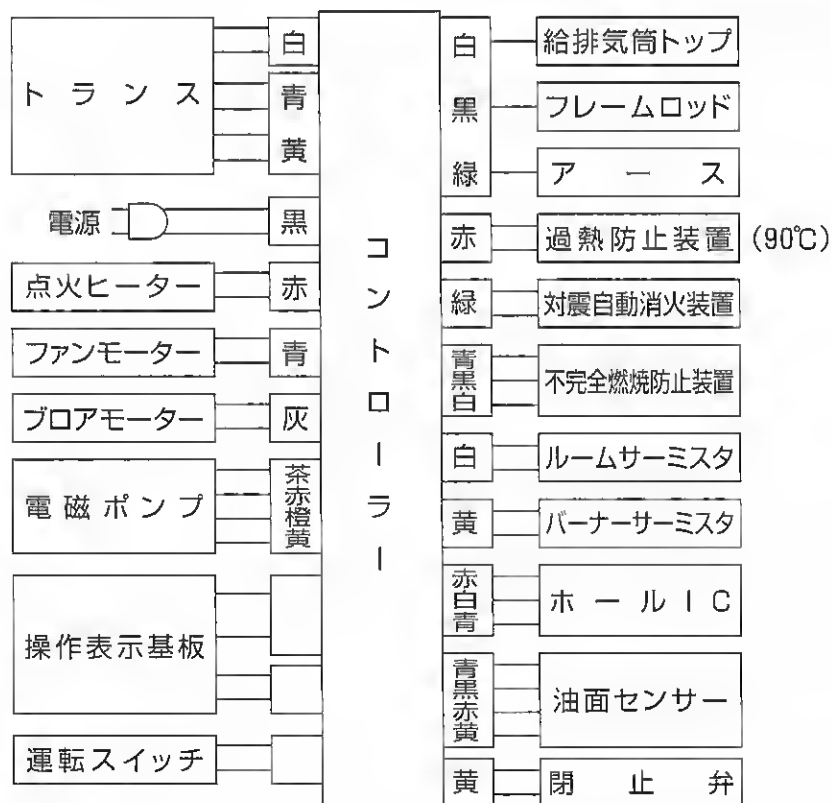 トランス
白
青
黄
電源
黒
点火ヒーター
赤
ファンモーター
青
ブロアモーター
灰
電磁ポンプ
茶
赤
橙
黄
操作表示基板
運転スイッチ
コントローラー
白
給排気筒トップ
黒
フレームロッド
緑
アース
赤
過熱防止装置 (90℃)
緑
対震自動消火装置
青
黒
白
不完全燃焼防止装置
白
ルームサーミスタ
黄
バーナーサーミスタ
赤
白
青
ホールIC
青
黒
赤
黄
油面センサー
黄
閉止弁